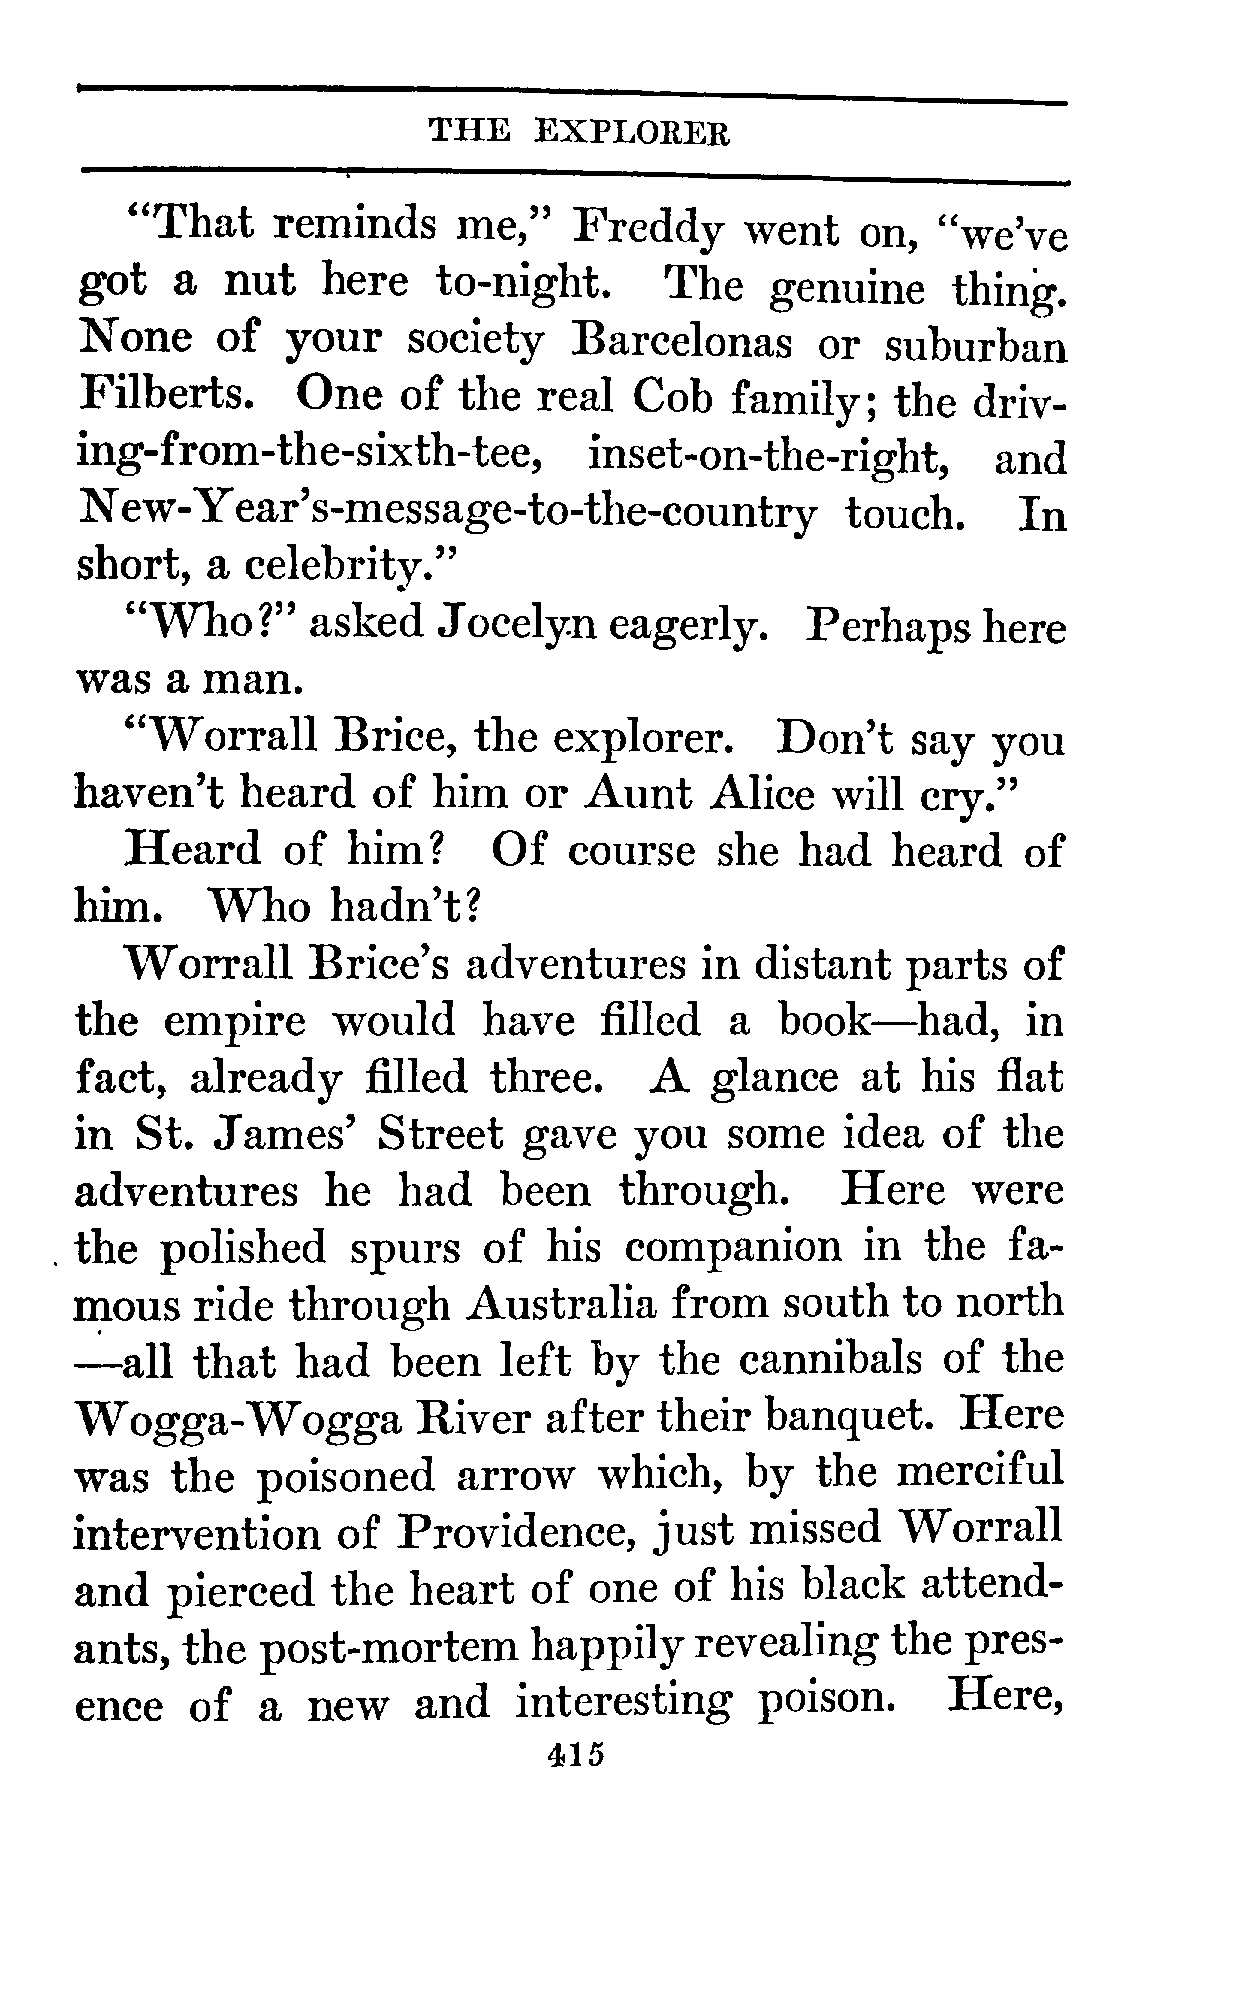 THE EXPLORER
"That reminds me," Freddy went on, "we've
got a nut here to-night. The genuine thing.
None of your society Barcelonas or suburban
Filberts. One of the real Cob family; the driv-
ing-from-the-sixth-tee, inset-on-the-right, and
New-Year's-message-to-the-country touch. In
short, a celebrity."
"Who?" asked Jocelyn eagerly. Perhaps here
was a man.
"Worrall Brice, the explorer. Don't say you
haven't heard of him or Aunt Alice will cry."
Heard of him? Of course she had heard of
him. Who hadn't?
Worrall Brice's adventures in distant parts of
the empire would have filled a book—had, in
fact, already filled three. A glance at his flat
in St. James' Street gave you some idea of the
adventures he had been through. Here were
the polished spurs of his companion in the fa-
mous ride through Australia from south to north
—all that had been left by the cannibals of the
Wogga-Wogga River after their banquet. Here
was the poisoned arrow which, by the merciful
intervention of Providence, just missed Worrall
and pierced the heart of one of his black attend-
ants, the post-mortem happily revealing the pres-
ence of a new and interesting poison. Here,
415